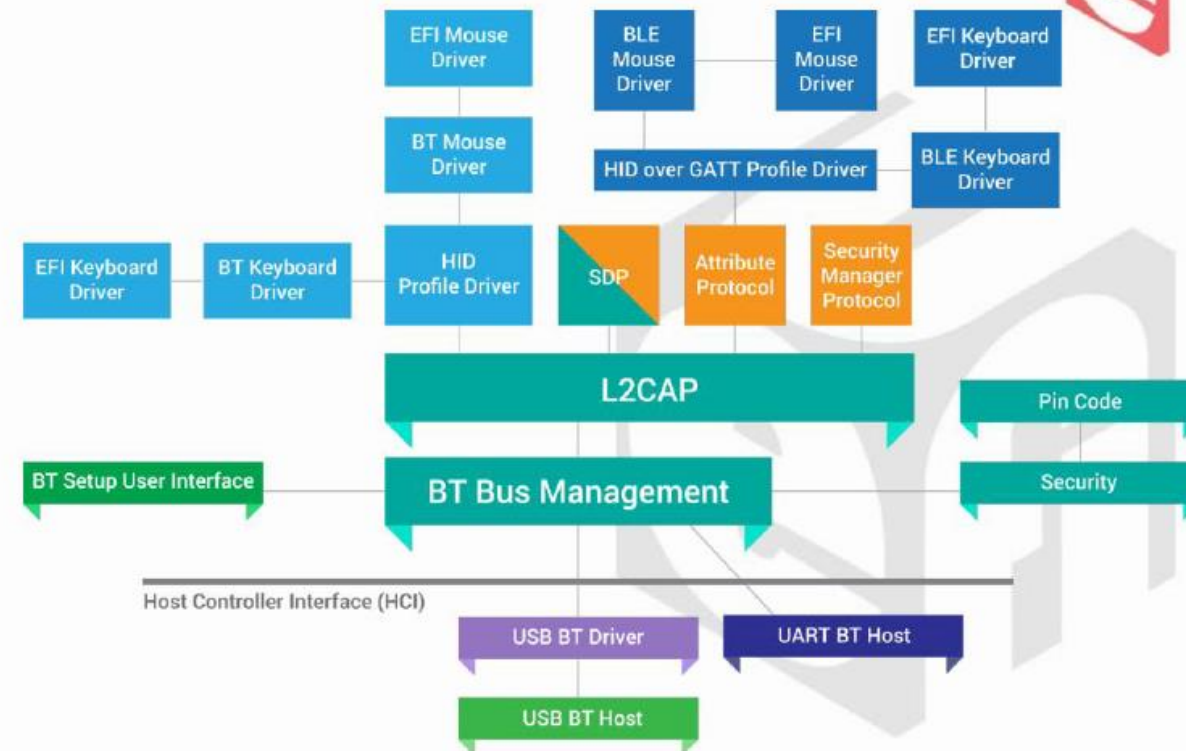 EFI Mouse
Driver
BLE
Mouse
Driver
EFI
Mouse
Driver
EFI Keyboard
Driver
BT Mouse
Driver
HID over GATT Profile Driver
BLE Keyboard
Driver
EFI Keyboard
Driver
BT Keyboard
Driver
HID
Profile Driver
SDP
Attribute
Protocol
Security
Manager
Protocol
L2CAP
Pin Code
BT Setup User Interface
BT Bus Management
Security
Host Controller Interface (HCI)
USB BT Driver
UART BT Host
USB BT Host